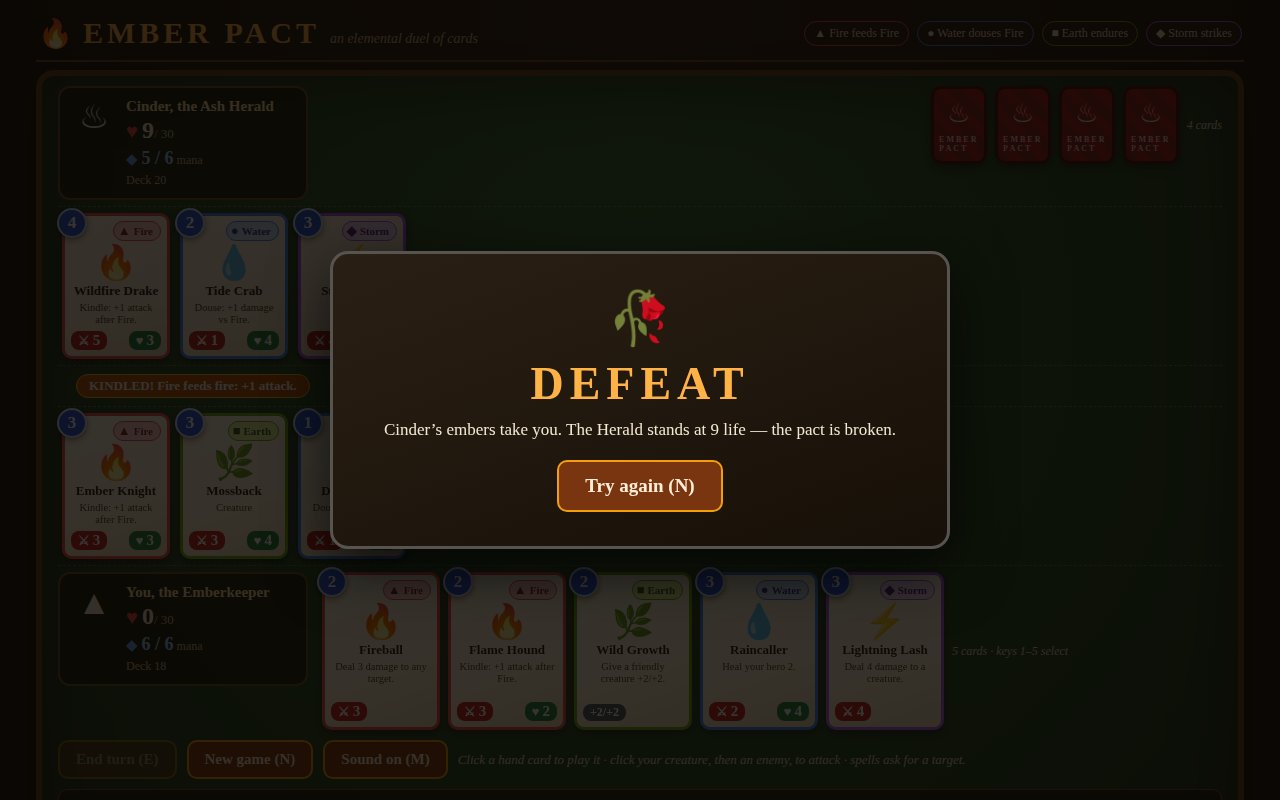 EMBER PACT an elemental duel of cards
▲ Fire feeds Fire ● Water douses Fire ■ Earth endures ◆ Storm strikes
Cinder, the Ash Herald
♥ 9/ 30
◆ 5 / 6 mana
Deck 20
EMBER PACT
EMBER PACT
EMBER PACT
EMBER PACT
4 cards
4
▲ Fire
Wildfire Drake
Kindle: +1 attack
after Fire.
⚔ 5 ♥ 3
2
● Water
Tide Crab
Douse: +1 damage
vs Fire.
⚔ 1 ♥ 4
3
◆ Storm
KINDLED! Fire feeds fire: +1 attack.
DEFEAT
Cinder’s embers take you. The Herald stands at 9 life — the pact is broken.
Try again (N)
3
▲ Fire
Ember Knight
Kindle: +1 attack
after Fire.
⚔ 3 ♥ 3
3
■ Earth
Mossback
Creature
⚔ 3 ♥ 4
1
You, the Emberkeeper
♥ 0/ 30
◆ 6 / 6 mana
Deck 18
2
▲ Fire
Fireball
Deal 3 damage to any
target.
⚔ 3
2
▲ Fire
Flame Hound
Kindle: +1 attack after
Fire.
⚔ 3 ♥ 2
2
■ Earth
Wild Growth
Give a friendly
creature +2/+2.
+2/+2
3
● Water
Raincaller
Heal your hero 2.
⚔ 2 ♥ 4
3
◆ Storm
Lightning Lash
Deal 4 damage to a
creature.
⚔ 4
5 cards · keys 1–5 select
End turn (E) New game (N) Sound on (M) Click a hand card to play it · click your creature, then an enemy, to attack · spells ask for a target.